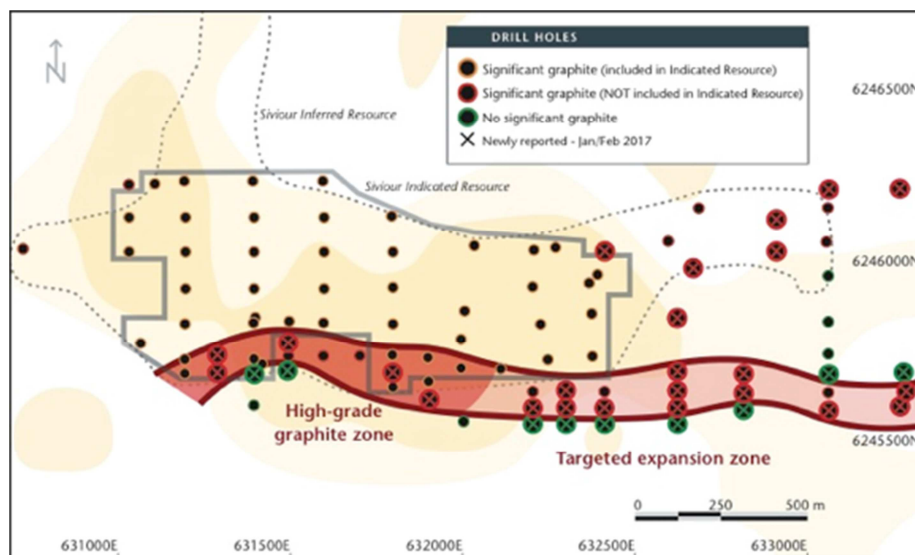 N
DRILL HOLES
Significant graphite (included in Indicated Resource)
Significant graphite (NOT included in Indicated Resource)
No significant graphite
Newly reported - Jan/Feb 2017
6246500N
Siviour Inferred Resource
Siviour Indicated Resource
6246000N
High-grade
graphite zone
Targeted expansion zone
6245500N
0 250 500 m
631000E 631500E 632000E 632500E 633000E